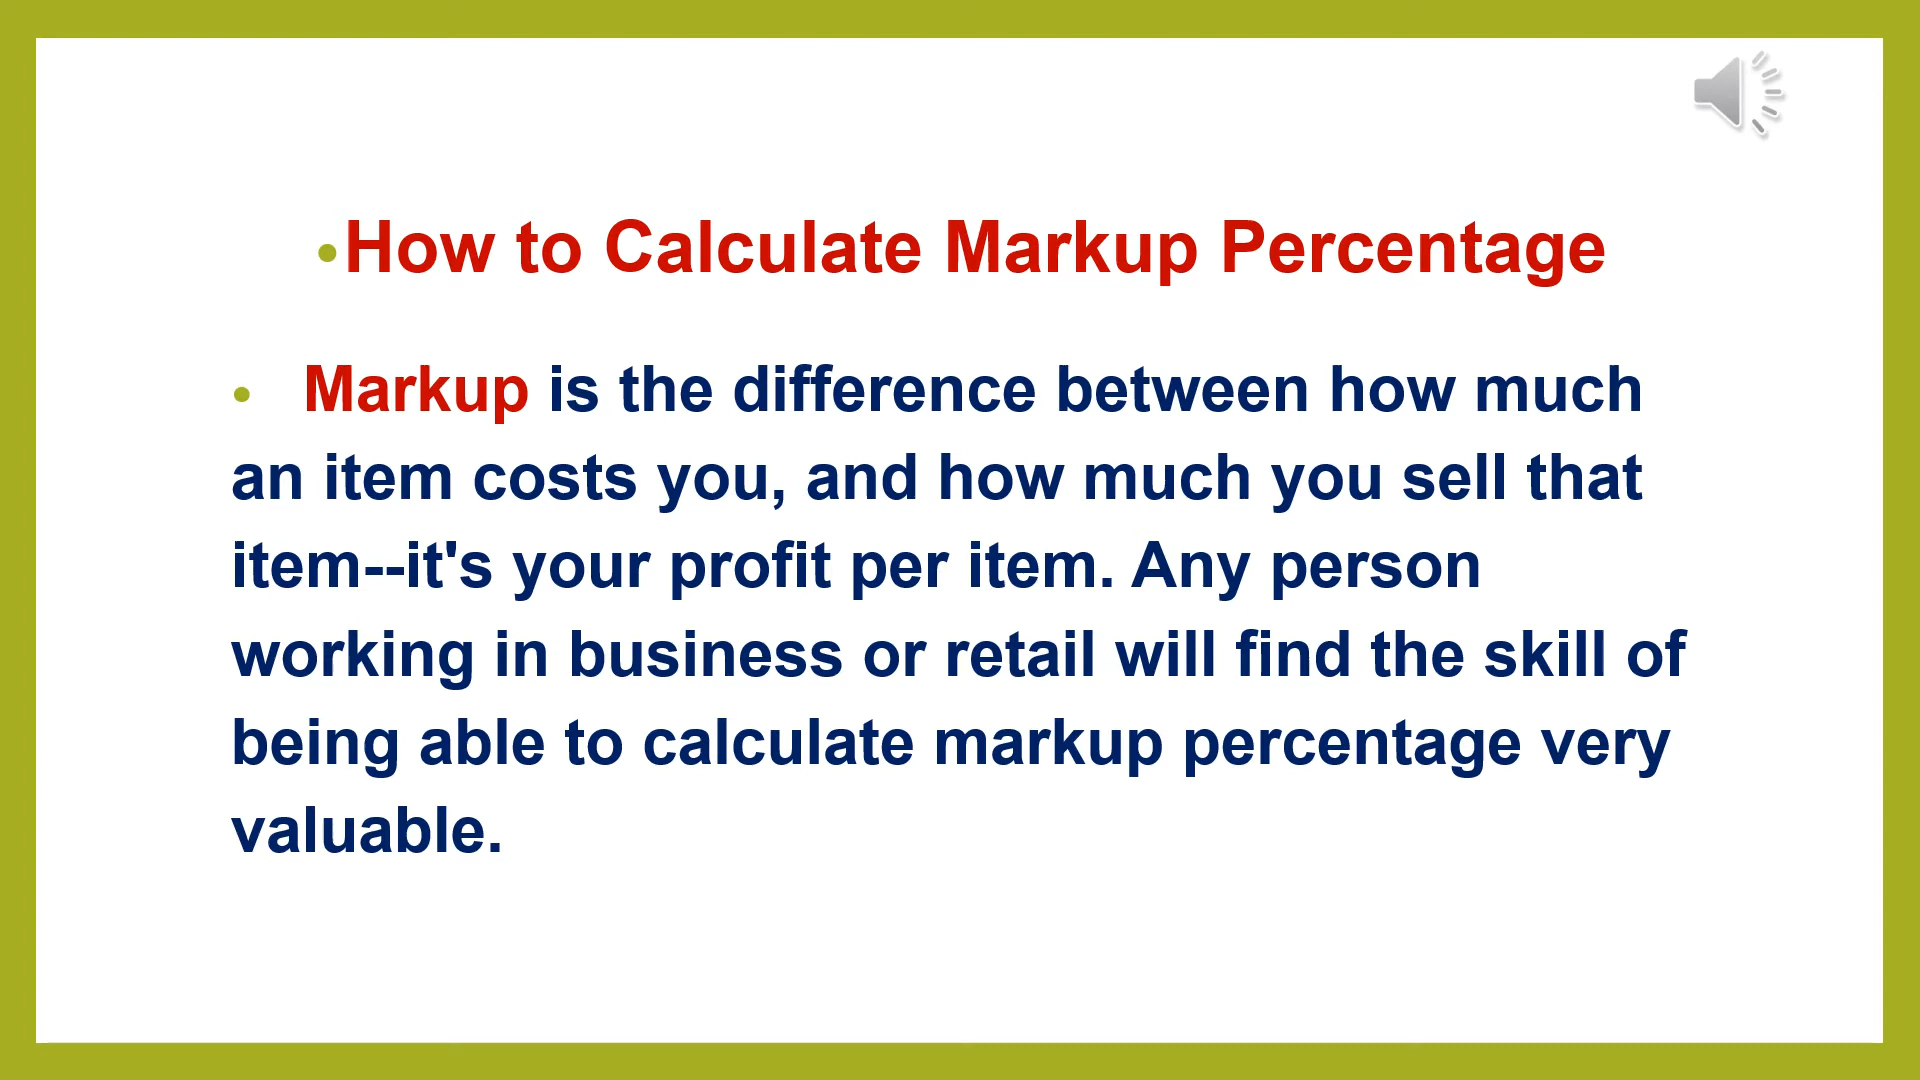 •How to Calculate Markup Percentage
• Markup is the difference between how much
an item costs you, and how much you sell that
item--it's your profit per item. Any person
working in business or retail will find the skill of
being able to calculate markup percentage very
valuable.